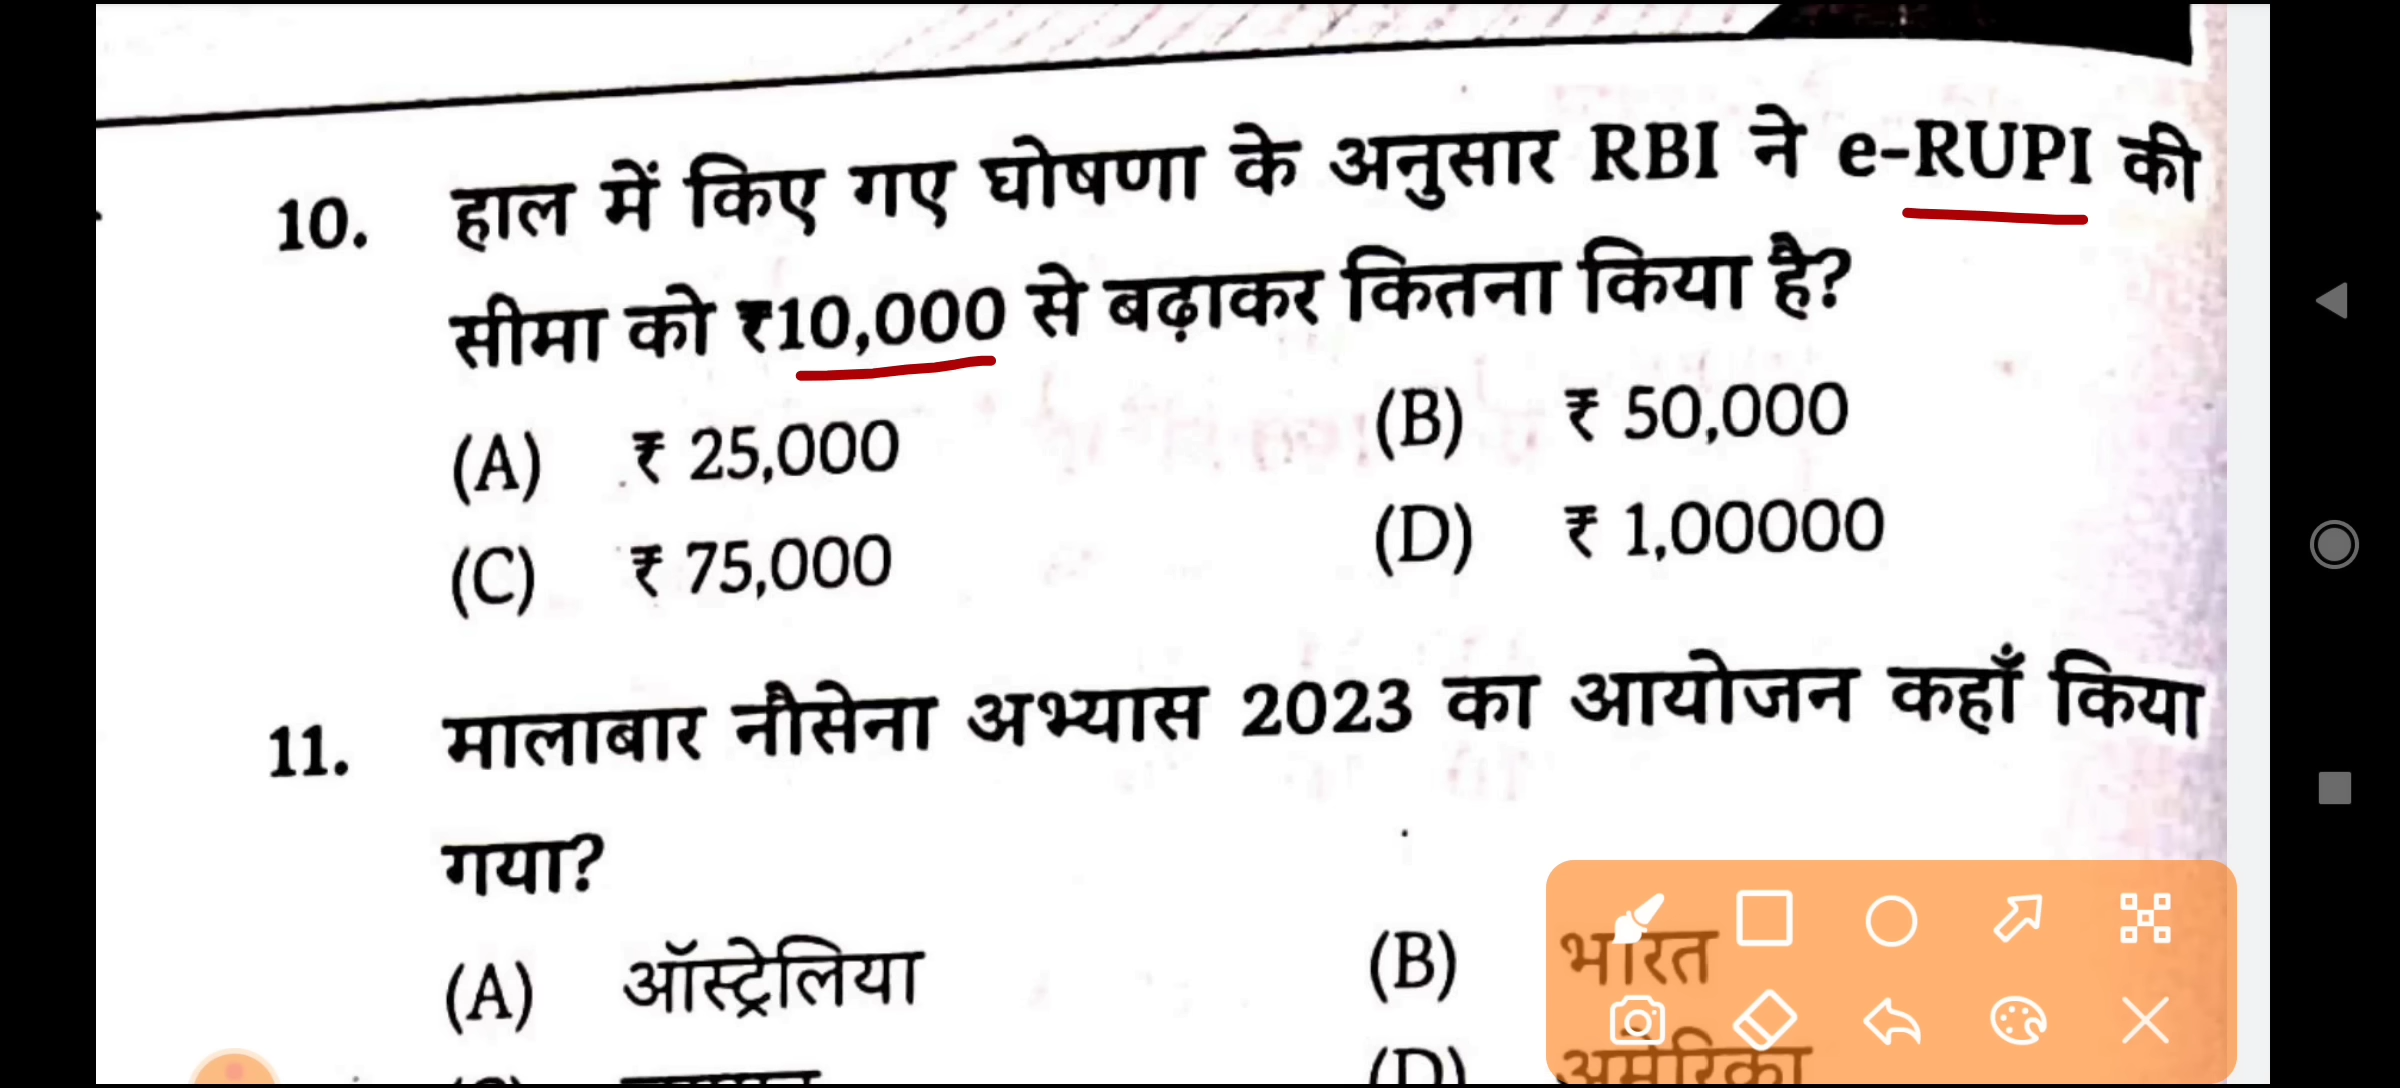 10. हाल में किए गए घोषणा के अनुसार RBI ने e-RUPI की
सीमा को ₹10,000 से बढ़ाकर कितना किया है?
(A) ₹ 25,000 (B) ₹ 50,000
(C) ₹ 75,000 (D) ₹ 1,00000
11. मालाबार नौसेना अभ्यास 2023 का आयोजन कहाँ किया
गया?
(A) ऑस्ट्रेलिया (B) भारत
(D) अमेरिका